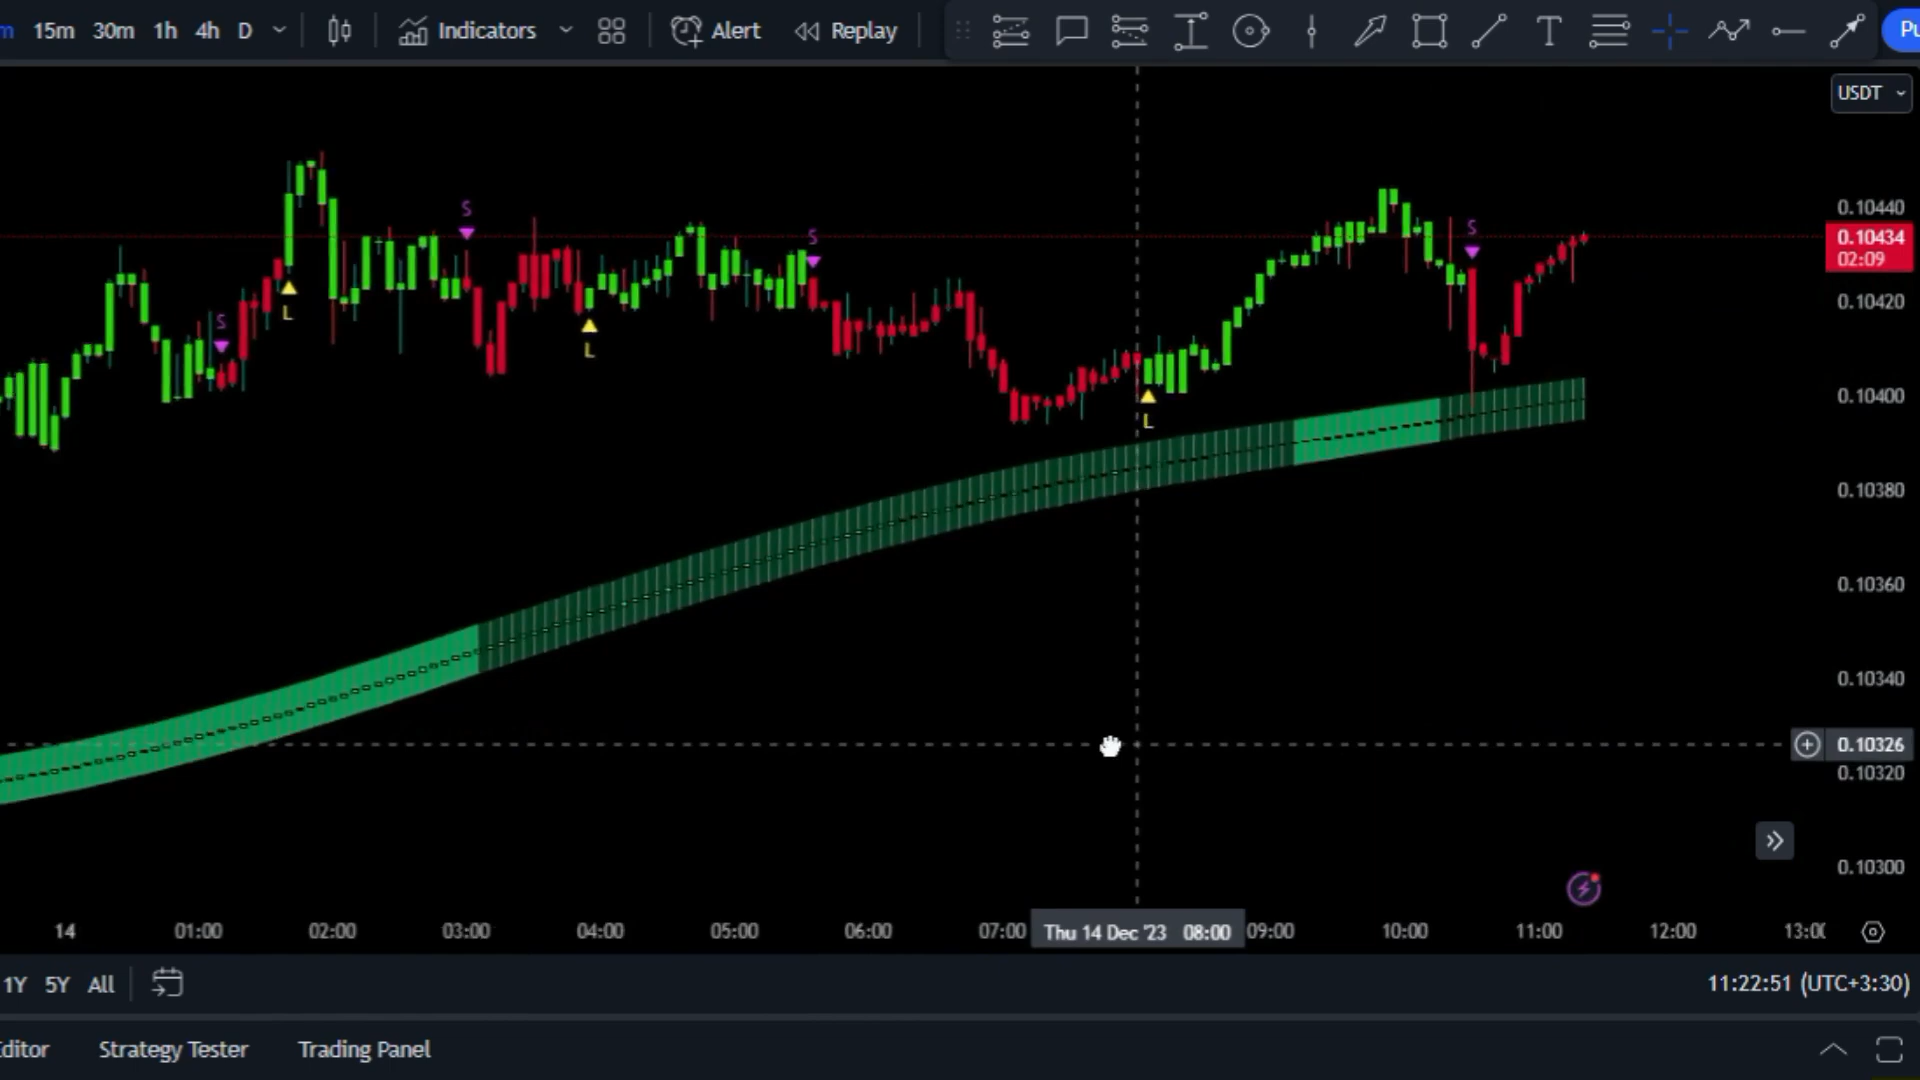 m 15m 30m 1h 4h D Indicators Alert Replay Pu
USDT
S
S
S
S
L
L
L
0.10440
0.10434
02:09
0.10420
0.10400
0.10380
0.10360
0.10340
0.10326
0.10320
0.10300
14 01:00 02:00 03:00 04:00 05:00 06:00 07:00 Thu 14 Dec '23 08:00 09:00 10:00 11:00 12:00 13:0
1Y 5Y All 11:22:51 (UTC+3:30)
Editor Strategy Tester Trading Panel